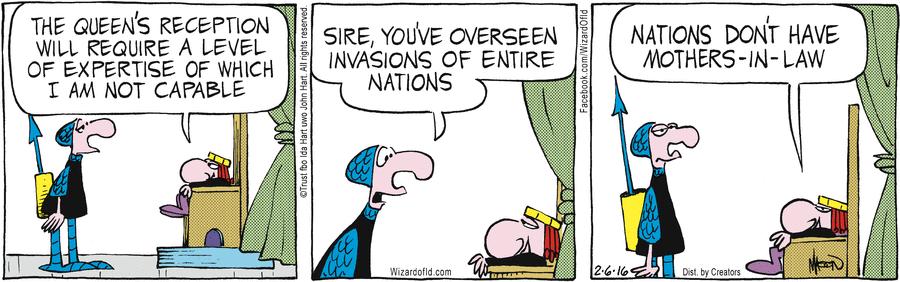 THE QUEEN'S RECEPTION
WILL REQUIRE A LEVEL
OF EXPERTISE OF WHICH
I AM NOT CAPABLE
©Trust fbo Ida Hart uwo John Hart. All rights reserved.
SIRE, YOU'VE OVERSEEN
INVASIONS OF ENTIRE
NATIONS
WizardofId.com
Facebook.com/WizardOfId
NATIONS DON'T HAVE
MOTHERS-IN-LAW
2-6-16
Dist. by Creators